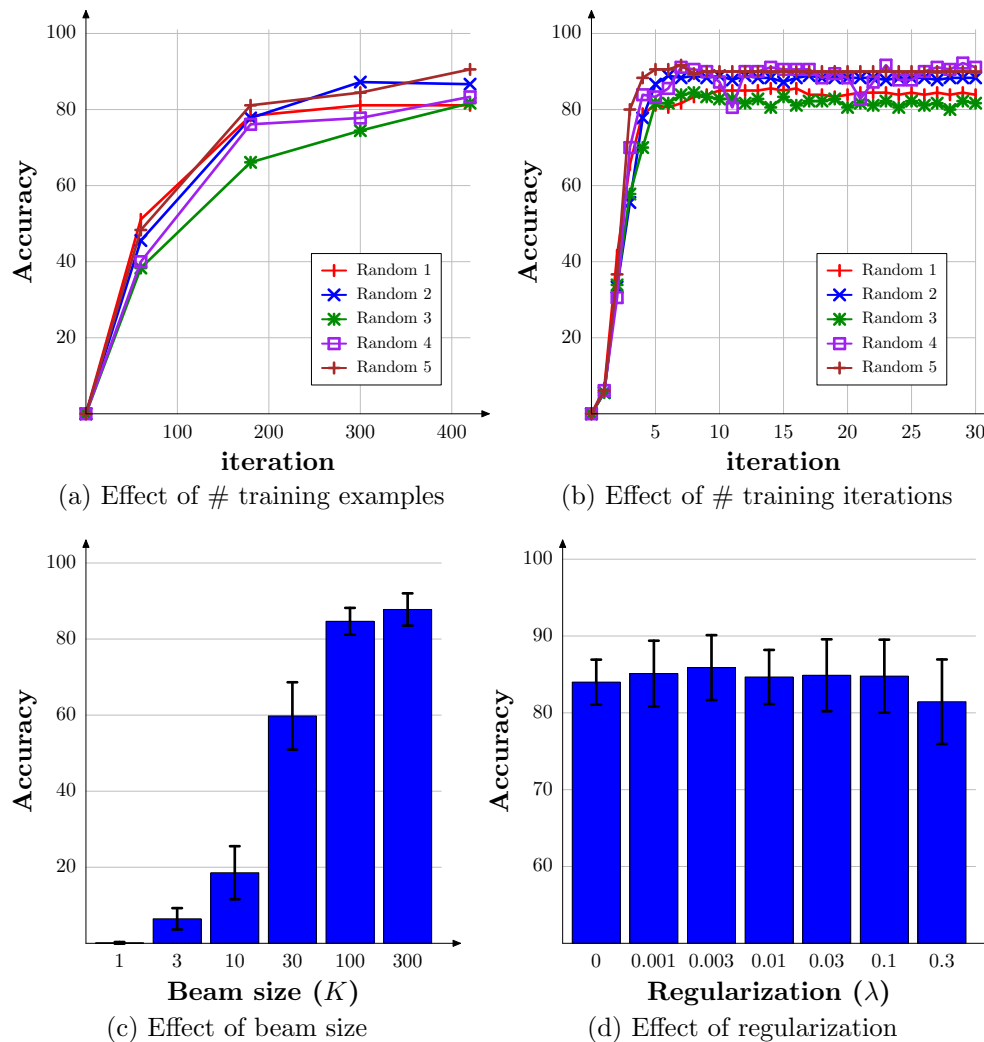 100
80
60
40
20
Accuracy
Random 1
Random 2
Random 3
Random 4
Random 5
100 200 300 400
iteration
(a) Effect of # training examples
100
80
60
40
20
Accuracy
Random 1
Random 2
Random 3
Random 4
Random 5
5 10 15 20 25 30
iteration
(b) Effect of # training iterations
100
80
60
40
20
Accuracy
1 3 10 30 100 300
Beam size (K)
(c) Effect of beam size
100
90
80
70
60
Accuracy
0 0.001 0.003 0.01 0.03 0.1 0.3
Regularization (λ)
(d) Effect of regularization